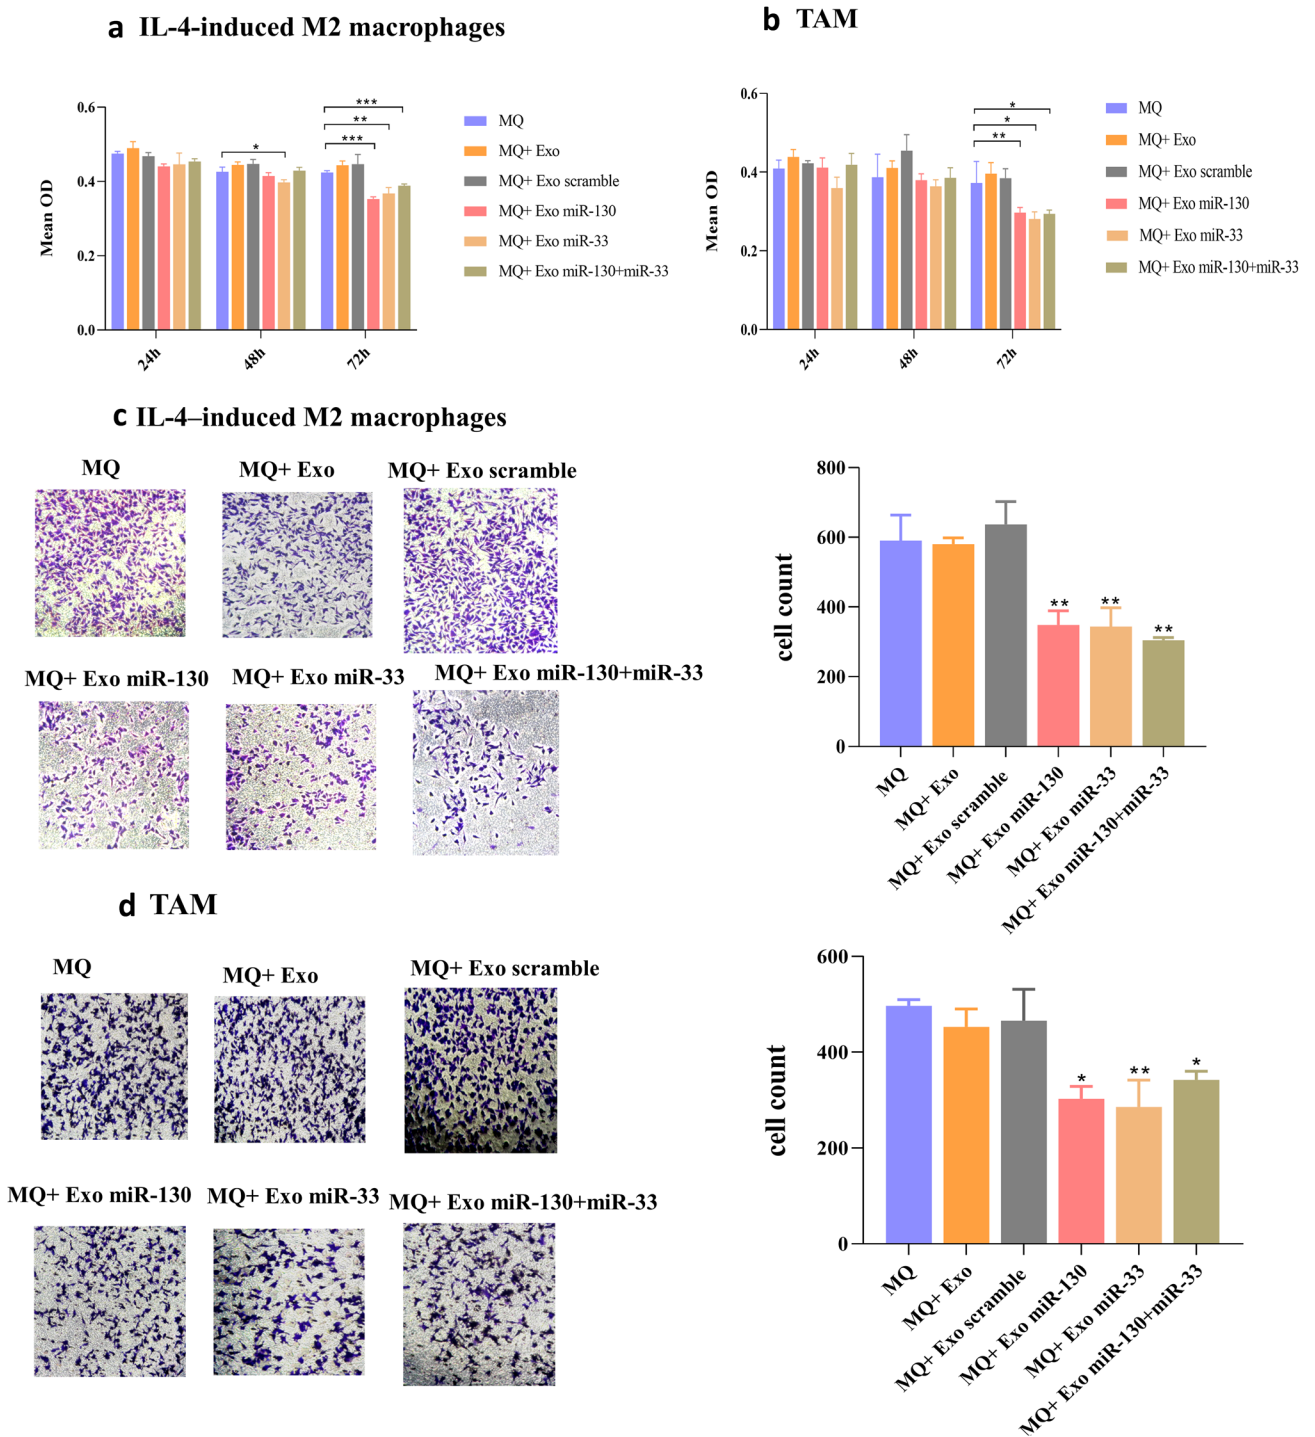 a IL-4-induced M2 macrophages
Mean OD
0.6
0.4
0.2
0.0
***
**
***
*
24h
48h
72h
MQ
MQ+ Exo
MQ+ Exo scramble
MQ+ Exo miR-130
MQ+ Exo miR-33
MQ+ Exo miR-130+miR-33
b TAM
Mean OD
0.6
0.4
0.2
0.0
*
*
**
24h
48h
72h
MQ
MQ+ Exo
MQ+ Exo scramble
MQ+ Exo miR-130
MQ+ Exo miR-33
MQ+ Exo miR-130+miR-33
c IL-4–induced M2 macrophages
MQ
MQ+ Exo
MQ+ Exo scramble
MQ+ Exo miR-130
MQ+ Exo miR-33
MQ+ Exo miR-130+miR-33
cell count
800
600
400
200
0
**
**
**
MQ
MQ+ Exo
MQ+ Exo scramble
MQ+ Exo miR-130
MQ+ Exo miR-33
MQ+ Exo miR-130+miR-33
d TAM
MQ
MQ+ Exo
MQ+ Exo scramble
MQ+ Exo miR-130
MQ+ Exo miR-33
MQ+ Exo miR-130+miR-33
cell count
600
400
200
0
*
**
*
MQ
MQ+ Exo
MQ+ Exo scramble
MQ+ Exo miR-130
MQ+ Exo miR-33
MQ+ Exo miR-130+miR-33